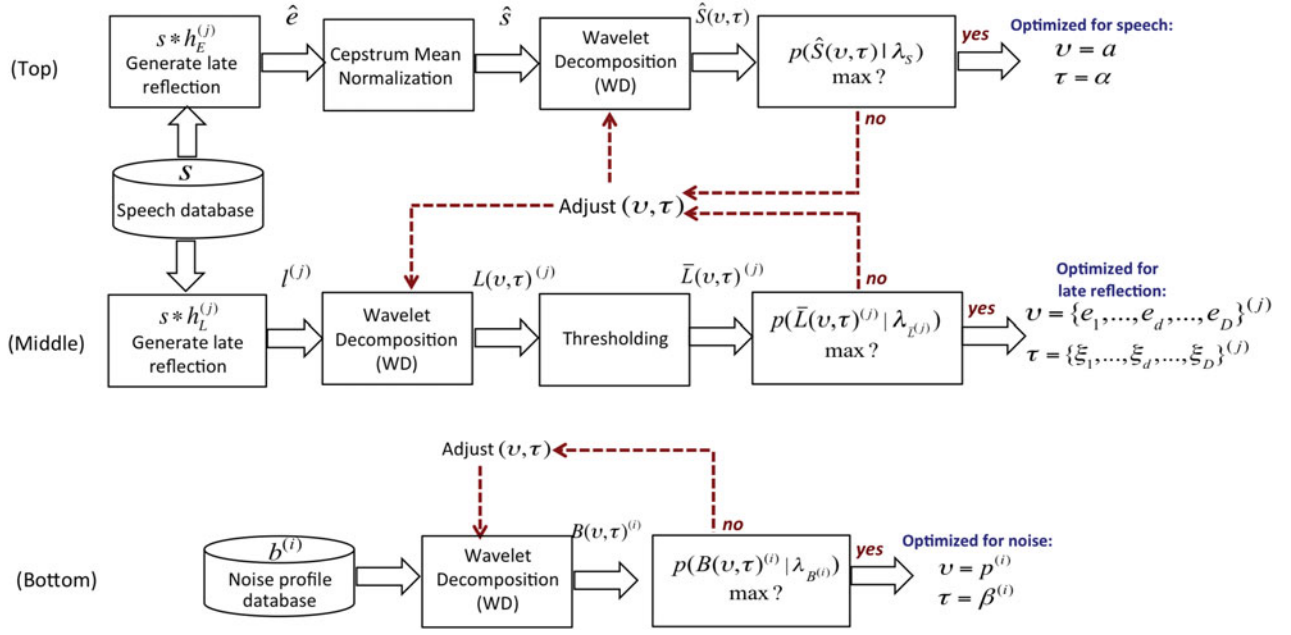 (Top)
s * h_E^(j)
Generate late
reflection
ê
Cepstrum Mean
Normalization
ŝ
Wavelet
Decomposition
(WD)
Ŝ(υ,τ)
p(Ŝ(υ,τ) | λ_S)
max ?
yes
no
Optimized for speech:
υ = a
τ = α
s
Speech database
Adjust (υ,τ)
(Middle)
s * h_L^(j)
Generate late
reflection
l^(j)
Wavelet
Decomposition
(WD)
L(υ,τ)^(j)
Thresholding
L̄(υ,τ)^(j)
p(L̄(υ,τ)^(j) | λ_L̄^(j))
max ?
no
yes
Optimized for
late reflection:
υ = {e_1,...,e_d,...,e_D}^(j)
τ = {ξ_1,...,ξ_d,...,ξ_D}^(j)
Adjust (υ,τ)
(Bottom)
b^(i)
Noise profile
database
Wavelet
Decomposition
(WD)
B(υ,τ)^(i)
p(B(υ,τ)^(i) | λ_B^(i))
max ?
no
yes
Optimized for noise:
υ = p^(i)
τ = β^(i)